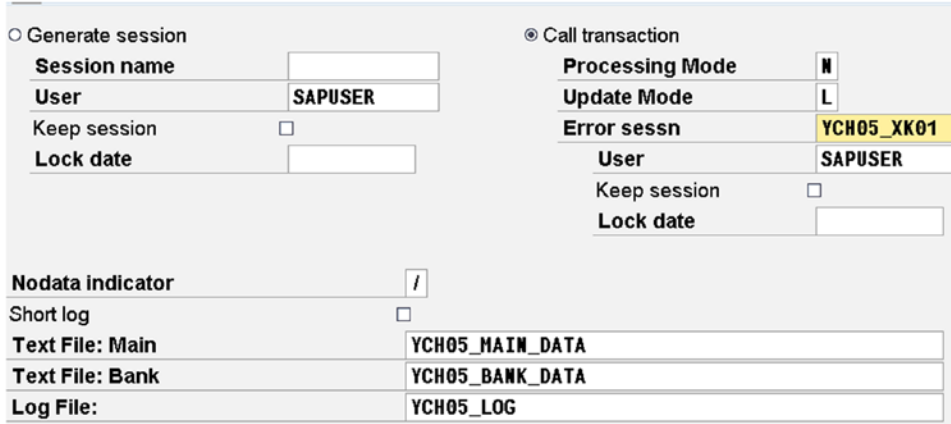 Generate session
Call transaction
Session name
Processing Mode N
User SAPUSER
Update Mode L
Keep session
Error sessn YCH05_XK01
Lock date
User SAPUSER
Keep session
Lock date
Nodata indicator /
Short log
Text File: Main YCH05_MAIN_DATA
Text File: Bank YCH05_BANK_DATA
Log File: YCH05_LOG